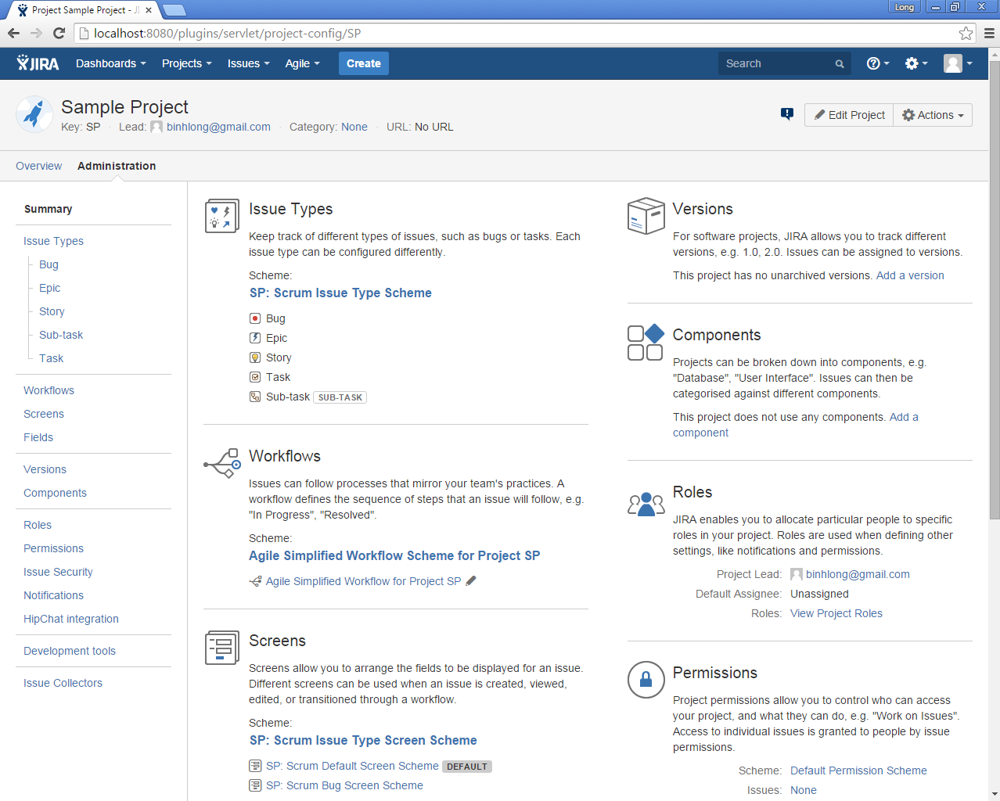 Project Sample Project - JI
Long
localhost:8080/plugins/servlet/project-config/SP
JIRA Dashboards Projects Issues Agile Create Search
Sample Project
Key: SP · Lead: binhlong@gmail.com · Category: None · URL: No URL
Edit Project Actions
Overview Administration
Summary
Issue Types
Bug
Epic
Story
Sub-task
Task
Workflows
Screens
Fields
Versions
Components
Roles
Permissions
Issue Security
Notifications
HipChat integration
Development tools
Issue Collectors
Issue Types
Keep track of different types of issues, such as bugs or tasks. Each
issue type can be configured differently.
Scheme:
SP: Scrum Issue Type Scheme
Bug
Epic
Story
Task
Sub-task SUB-TASK
Workflows
Issues can follow processes that mirror your team's practices. A
workflow defines the sequence of steps that an issue will follow, e.g.
"In Progress", "Resolved".
Scheme:
Agile Simplified Workflow Scheme for Project SP
Agile Simplified Workflow for Project SP
Screens
Screens allow you to arrange the fields to be displayed for an issue.
Different screens can be used when an issue is created, viewed,
edited, or transitioned through a workflow.
Scheme:
SP: Scrum Issue Type Screen Scheme
SP: Scrum Default Screen Scheme DEFAULT
SP: Scrum Bug Screen Scheme
Versions
For software projects, JIRA allows you to track different
versions, e.g. 1.0, 2.0. Issues can be assigned to versions.
This project has no unarchived versions. Add a version
Components
Projects can be broken down into components, e.g.
"Database", "User Interface". Issues can then be
categorised against different components.
This project does not use any components. Add a
component
Roles
JIRA enables you to allocate particular people to specific
roles in your project. Roles are used when defining other
settings, like notifications and permissions.
Project Lead: binhlong@gmail.com
Default Assignee: Unassigned
Roles: View Project Roles
Permissions
Project permissions allow you to control who can access
your project, and what they can do, e.g. "Work on Issues".
Access to individual issues is granted to people by issue
permissions.
Scheme: Default Permission Scheme
Issues: None